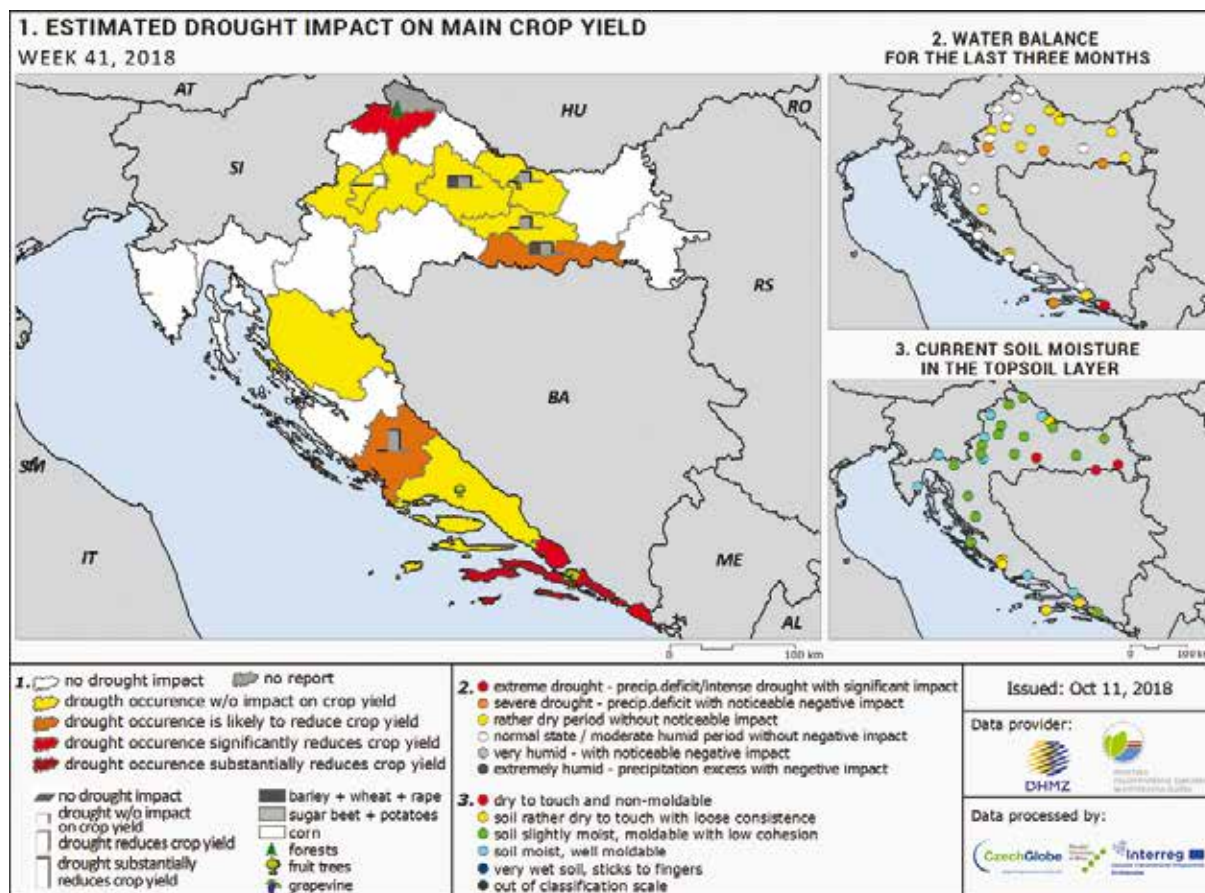 1. ESTIMATED DROUGHT IMPACT ON MAIN CROP YIELD
WEEK 41, 2018
AT
HU
RO
SI
RS
BA
SM
IT
ME
AL
0 100 km
2. WATER BALANCE
FOR THE LAST THREE MONTHS
3. CURRENT SOIL MOISTURE
IN THE TOPSOIL LAYER
0 100 km
1. no drought impact no report
drougth occurence w/o impact on crop yield
drought occurence is likely to reduce crop yield
drought occurence significantly reduces crop yield
drought occurence substantially reduces crop yield
no drought impact
drought w/o impact
on crop yield
drought reduces crop yield
drought substantially
reduces crop yield
barley + wheat + rape
sugar beet + potatoes
corn
forests
fruit trees
grapevine
2. extreme drought - precip.deficit/intense drought with significant impact
severe drought - precip.deficit with noticeable negative impact
rather dry period without noticeable impact
normal state / moderate humid period without negative impact
very humid - with noticeable negative impact
extremely humid - precipitation excess with negetive impact
3. dry to touch and non-moldable
soil rather dry to touch with loose consistence
soil slightly moist, moldable with low cohesion
soil moist, well moldable
very wet soil, sticks to fingers
out of classification scale
Issued: Oct 11, 2018
Data provider:
DHMZ
Data processed by:
CzechGlobe
Interreg